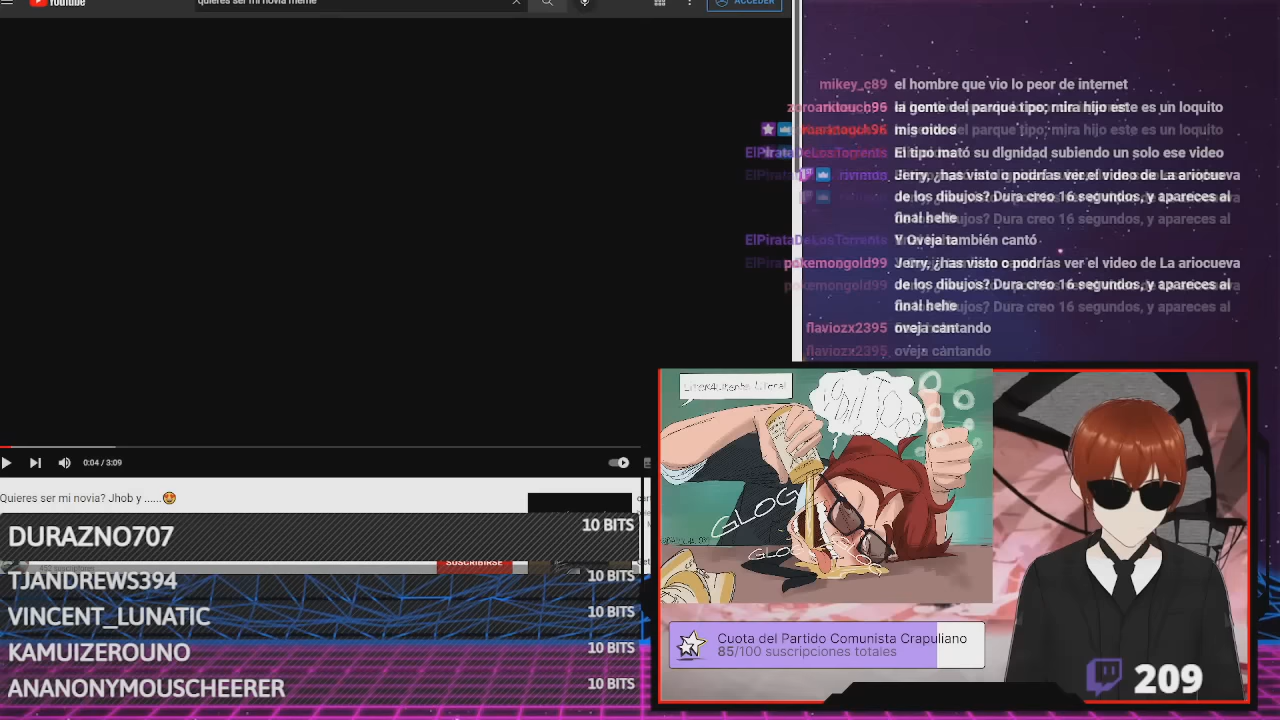 YouTube
quieres ser mi novia meme
ACCEDER
mikey_c89 el hombre que vio lo peor de internet
la gente del parque tipo; mira hijo este es un loquito
mis oidos
ElPirataDeLosTorrents El tipo mató su dignidad subiendo un solo ese video
Jerry, ¿has visto o podrías ver el video de La ariocueva
de los dibujos? Dura creo 16 segundos, y apareces al
final hehe
ElPirataDeLosTorrents Y Oveja también cantó
pokemongold99 Jerry, ¿has visto o podrías ver el video de La ariocueva
de los dibujos? Dura creo 16 segundos, y apareces al
final hehe
flaviozx2395 oveja cantando
flaviozx2395 oveja cantando
0:04 / 3:09
Quieres ser mi novia? Jhob y ......🤩
SUSCRIBIRSE
DURAZNO707 10 BITS
TJANDREWS394 10 BITS
VINCENT_LUNATIC 10 BITS
KAMUIZEROUNO 10 BITS
ANANONYMOUSCHEERER 10 BITS
GLOG
Cuota del Partido Comunista Crapuliano
85/100 suscripciones totales
209